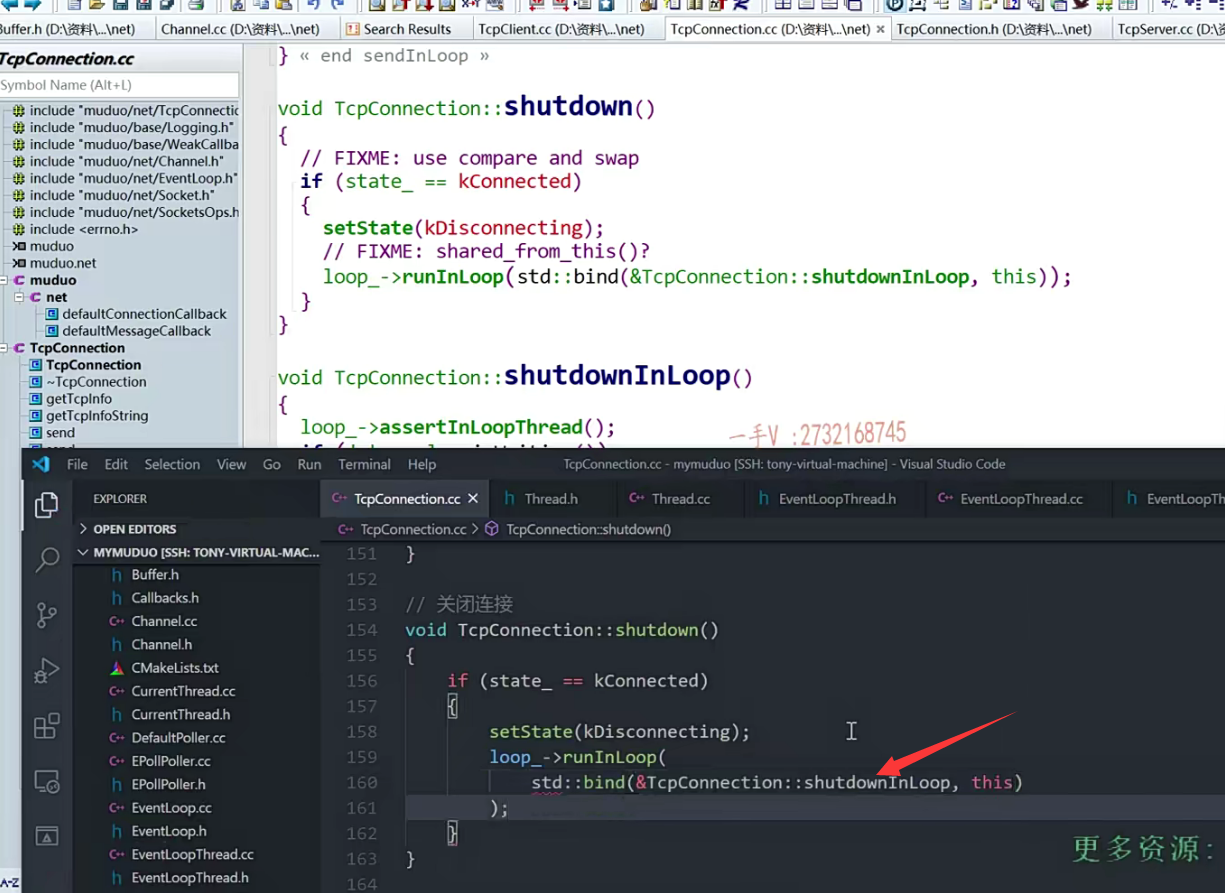 Buffer.h (D:\资料\...\net)
Channel.cc (D:\资料\...\net)
Search Results
TcpClient.cc (D:\资料\...\net)
TcpConnection.cc (D:\资料\...\net)
TcpConnection.h (D:\资料\...\net)
TcpServer.cc (D:\资
TcpConnection.cc
Symbol Name (Alt+L)
include "muduo/net/TcpConnectic
include "muduo/base/Logging.h"
include "muduo/base/WeakCallba
include "muduo/net/Channel.h"
include "muduo/net/EventLoop.h"
include "muduo/net/Socket.h"
include "muduo/net/SocketsOps.h
include <errno.h>
muduo
muduo.net
muduo
net
defaultConnectionCallback
defaultMessageCallback
TcpConnection
TcpConnection
~TcpConnection
getTcpInfo
getTcpInfoString
send
} « end sendInLoop »
void TcpConnection::shutdown()
{
// FIXME: use compare and swap
if (state_ == kConnected)
{
setState(kDisconnecting);
// FIXME: shared_from_this()?
loop_->runInLoop(std::bind(&TcpConnection::shutdownInLoop, this));
}
}
void TcpConnection::shutdownInLoop()
{
loop_->assertInLoopThread();
一手V :2732168745
File Edit Selection View Go Run Terminal Help
TcpConnection.cc - mymuduo [SSH: tony-virtual-machine] - Visual Studio Code
EXPLORER
OPEN EDITORS
MYMUDUO [SSH: TONY-VIRTUAL-MAC...
Buffer.h
Callbacks.h
Channel.cc
Channel.h
CMakeLists.txt
CurrentThread.cc
CurrentThread.h
DefaultPoller.cc
EPollPoller.cc
EPollPoller.h
EventLoop.cc
EventLoop.h
EventLoopThread.cc
EventLoopThread.h
A-Z
TcpConnection.cc
Thread.h
Thread.cc
EventLoopThread.h
EventLoopThread.cc
EventLoopTh
TcpConnection.cc > TcpConnection::shutdown()
151 }
152
153 // 关闭连接
154 void TcpConnection::shutdown()
155 {
156 if (state_ == kConnected)
157 {
158 setState(kDisconnecting);
159 loop_->runInLoop(
160 std::bind(&TcpConnection::shutdownInLoop, this)
161 );
162 }
163 }
164
更多资源: